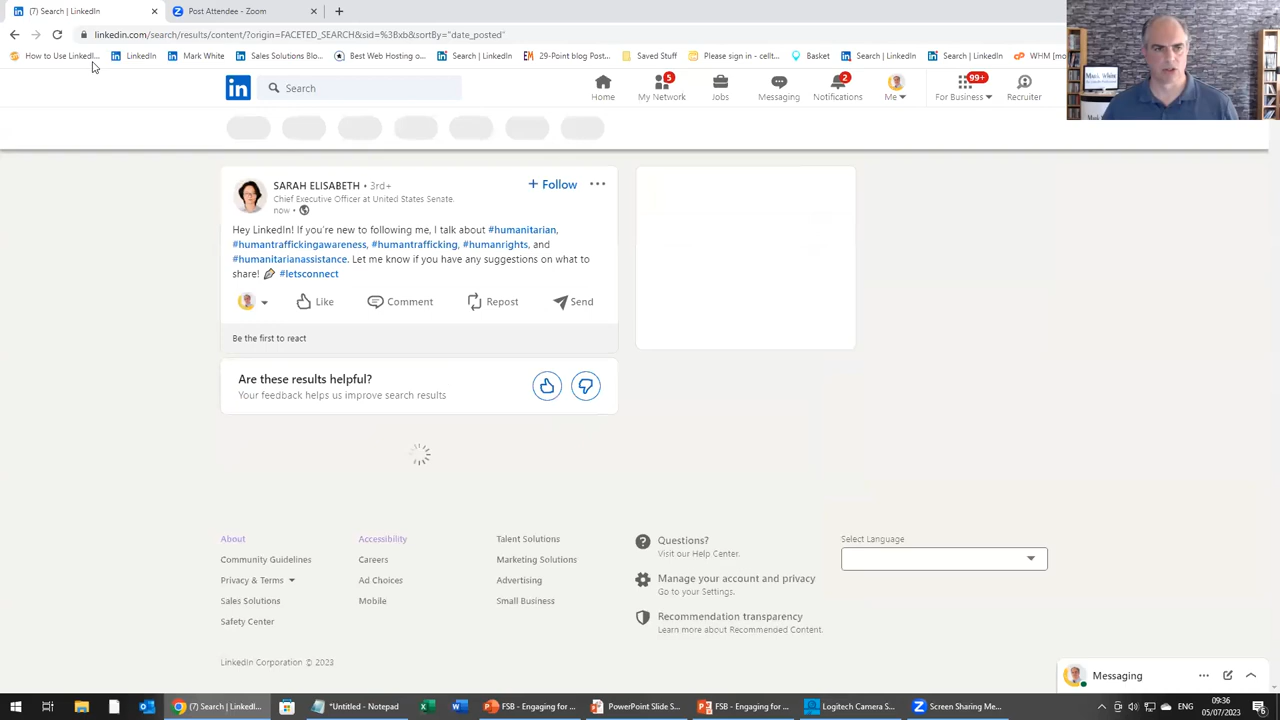 (7) Search | LinkedIn
Post Attendee - Zoom
linkedin.com/search/results/content/?origin=FACETED_SEARCH&sid=%3Bxb&sortBy="date_posted"
How to Use LinkedI...
LinkedIn
Mark White
Sales Solutions Blo...
Search | LinkedIn
29-Point blog Post...
Saved Stuff
Please sign in - cellt...
Basket
Search | LinkedIn
Search | LinkedIn
in
Search
5
2
99+
Home
My Network
Jobs
Messaging
Notifications
Me
For Business
Recruiter
Mark White
SARAH ELISABETH • 3rd+
Chief Executive Officer at United States Senate.
now •
+ Follow
Hey LinkedIn! If you're new to following me, I talk about #humanitarian,
#humantraffickingawareness, #humantrafficking, #humanrights, and
#humanitarianassistance. Let me know if you have any suggestions on what to
share! 🖋 #letsconnect
Like
Comment
Repost
Send
Be the first to react
Are these results helpful?
Your feedback helps us improve search results
About
Accessibility
Talent Solutions
Questions?
Visit our Help Center.
Select Language
Community Guidelines
Careers
Marketing Solutions
Privacy & Terms
Ad Choices
Advertising
Manage your account and privacy
Go to your Settings.
Sales Solutions
Mobile
Small Business
Safety Center
Recommendation transparency
Learn more about Recommended Content.
LinkedIn Corporation © 2023
Messaging
(7) Search | LinkedI...
*Untitled - Notepad
FSB - Engaging for ...
PowerPoint Slide S...
FSB - Engaging for ...
Logitech Camera S...
Screen Sharing Me...
ENG
09:36
05/07/2023
6